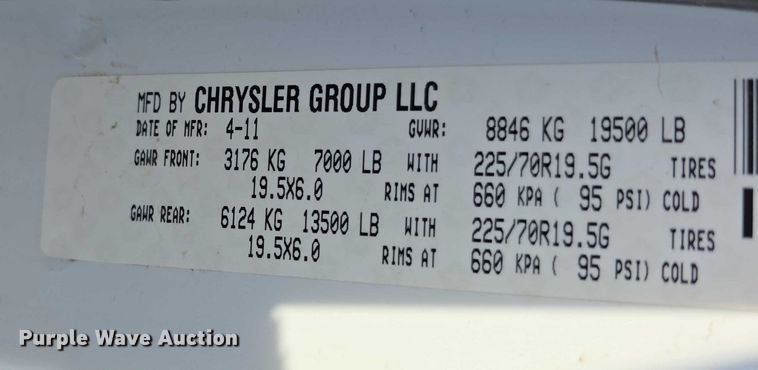 MFD BY CHRYSLER GROUP LLC
DATE OF MFR: 4-11 GVWR: 8846 KG 19500 LB
GAWR FRONT: 3176 KG 7000 LB WITH 225/70R19.5G TIRES
19.5X6.0 RIMS AT 660 KPA ( 95 PSI) COLD
GAWR REAR: 6124 KG 13500 LB WITH 225/70R19.5G TIRES
19.5X6.0 RIMS AT 660 KPA ( 95 PSI) COLD
Purple Wave Auction